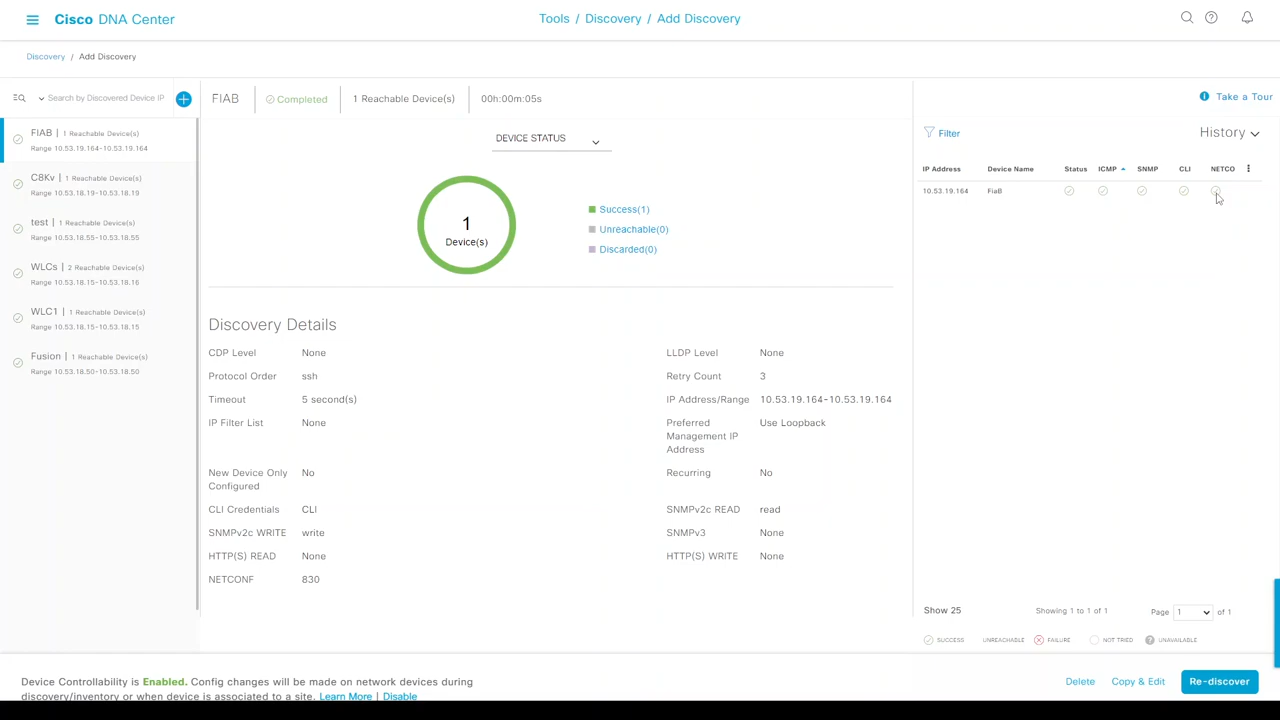 Cisco DNA Center
Tools / Discovery / Add Discovery
Discovery / Add Discovery
Search by Discovered Device IP
FIAB
Completed
1 Reachable Device(s)
00h:00m:05s
Take a Tour
FIAB | 1 Reachable Device(s)
Range 10.53.19.164-10.53.19.164
C8Kv | 1 Reachable Device(s)
Range 10.53.18.19-10.53.18.19
test | 1 Reachable Device(s)
Range 10.53.18.55-10.53.18.55
WLCs | 2 Reachable Device(s)
Range 10.53.18.15-10.53.18.16
WLC1 | 1 Reachable Device(s)
Range 10.53.18.15-10.53.18.15
Fusion | 1 Reachable Device(s)
Range 10.53.18.50-10.53.18.50
DEVICE STATUS
1
Device(s)
Success(1)
Unreachable(0)
Discarded(0)
Discovery Details
CDP Level None
LLDP Level None
Protocol Order ssh
Retry Count 3
Timeout 5 second(s)
IP Address/Range 10.53.19.164-10.53.19.164
IP Filter List None
Preferred Use Loopback
Management IP
Address
New Device Only No
Configured
Recurring No
CLI Credentials CLI
SNMPv2c READ read
SNMPv2c WRITE write
SNMPv3 None
HTTP(S) READ None
HTTP(S) WRITE None
NETCONF 830
Filter
History
IP Address Device Name Status ICMP SNMP CLI NETCO
10.53.19.164 FiaB
Show 25
Showing 1 to 1 of 1
Page 1 of 1
SUCCESS UNREACHABLE FAILURE NOT TRIED UNAVAILABLE
Device Controllability is Enabled. Config changes will be made on network devices during
discovery/inventory or when device is associated to a site. Learn More | Disable
Delete
Copy & Edit
Re-discover